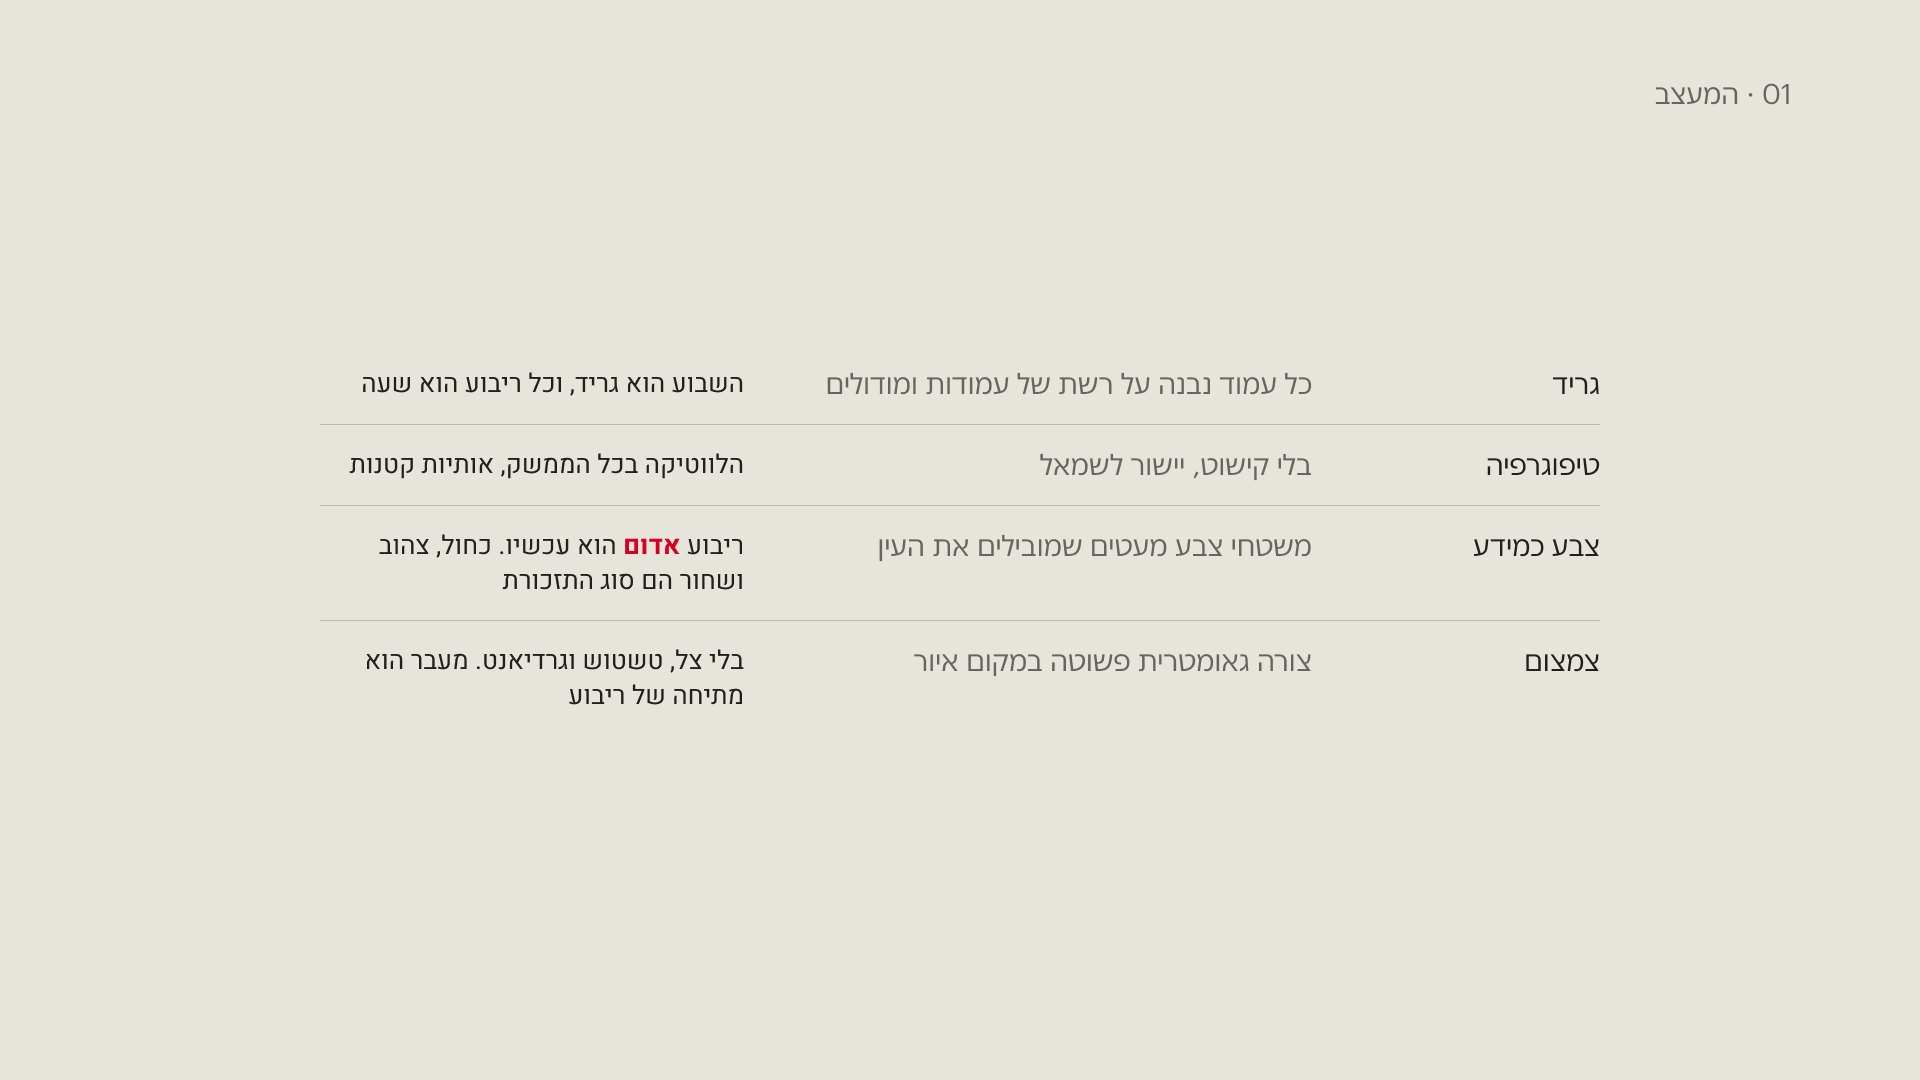 01 · המעצב
גריד
כל עמוד נבנה על רשת של עמודות ומודולים
השבוע הוא גריד, וכל ריבוע הוא שעה
טיפוגרפיה
בלי קישוט, יישור לשמאל
הלווטיקה בכל הממשק, אותיות קטנות
צבע כמידע
משטחי צבע מעטים שמובילים את העין
ריבוע אדום הוא עכשיו. כחול, צהוב
ושחור הם סוג התזכורת
צמצום
צורה גאומטרית פשוטה במקום איור
בלי צל, טשטוש וגרדיאנט. מעבר הוא
מתיחה של ריבוע